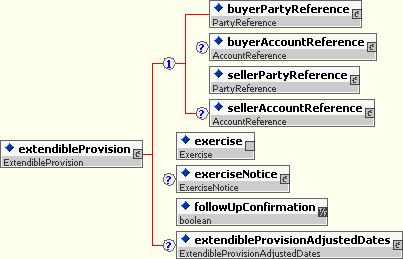 buyerPartyReference
PartyReference
buyerAccountReference
AccountReference
1
?
sellerPartyReference
PartyReference
sellerAccountReference
AccountReference
?
extendibleProvision
ExtendibleProvision
exercise
Exercise
exerciseNotice
ExerciseNotice
?
followUpConfirmation
boolean
extendibleProvisionAdjustedDates
ExtendibleProvisionAdjustedDates
?